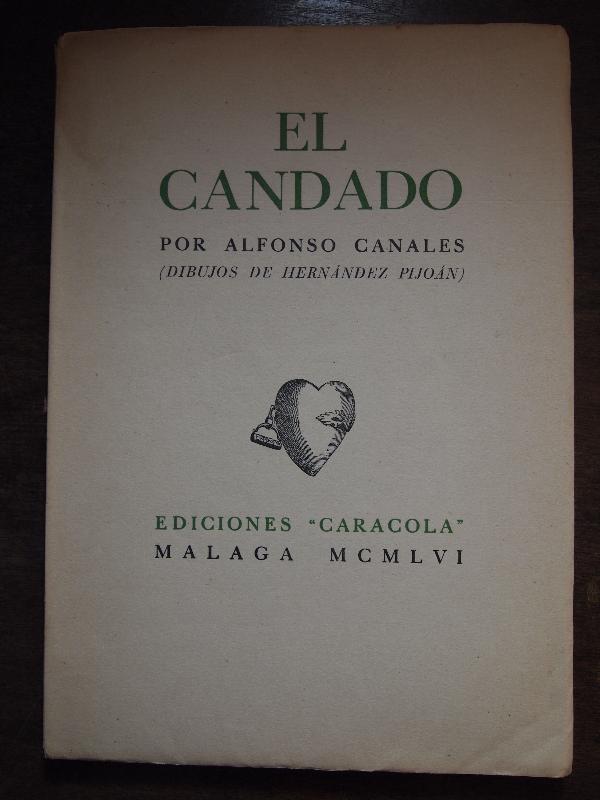 EL
CANDADO
POR ALFONSO CANALES
(DIBUJOS DE HERNÁNDEZ PIJOÁN)
EDICIONES "CARACOLA"
MALAGA MCMLVI